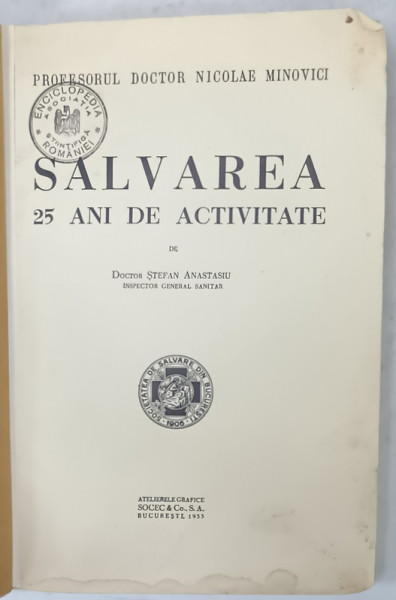 PROFESORUL DOCTOR NICOLAE MINOVICI
ENCICLOPEDIA
ASOCIAȚIA
ȘTIINȚIFICĂ
ROMÂNIEI
SALVAREA
25 ANI DE ACTIVITATE
DE
DOCTOR ȘTEFAN ANASTASIU
INSPECTOR GENERAL SANITAR
SOCIETATEA DE SALVARE DIN BUCUREȘTI
1906
ATELIERELE GRAFICE
SOCEC & Co., S. A.
BUCUREȘTI, 1933